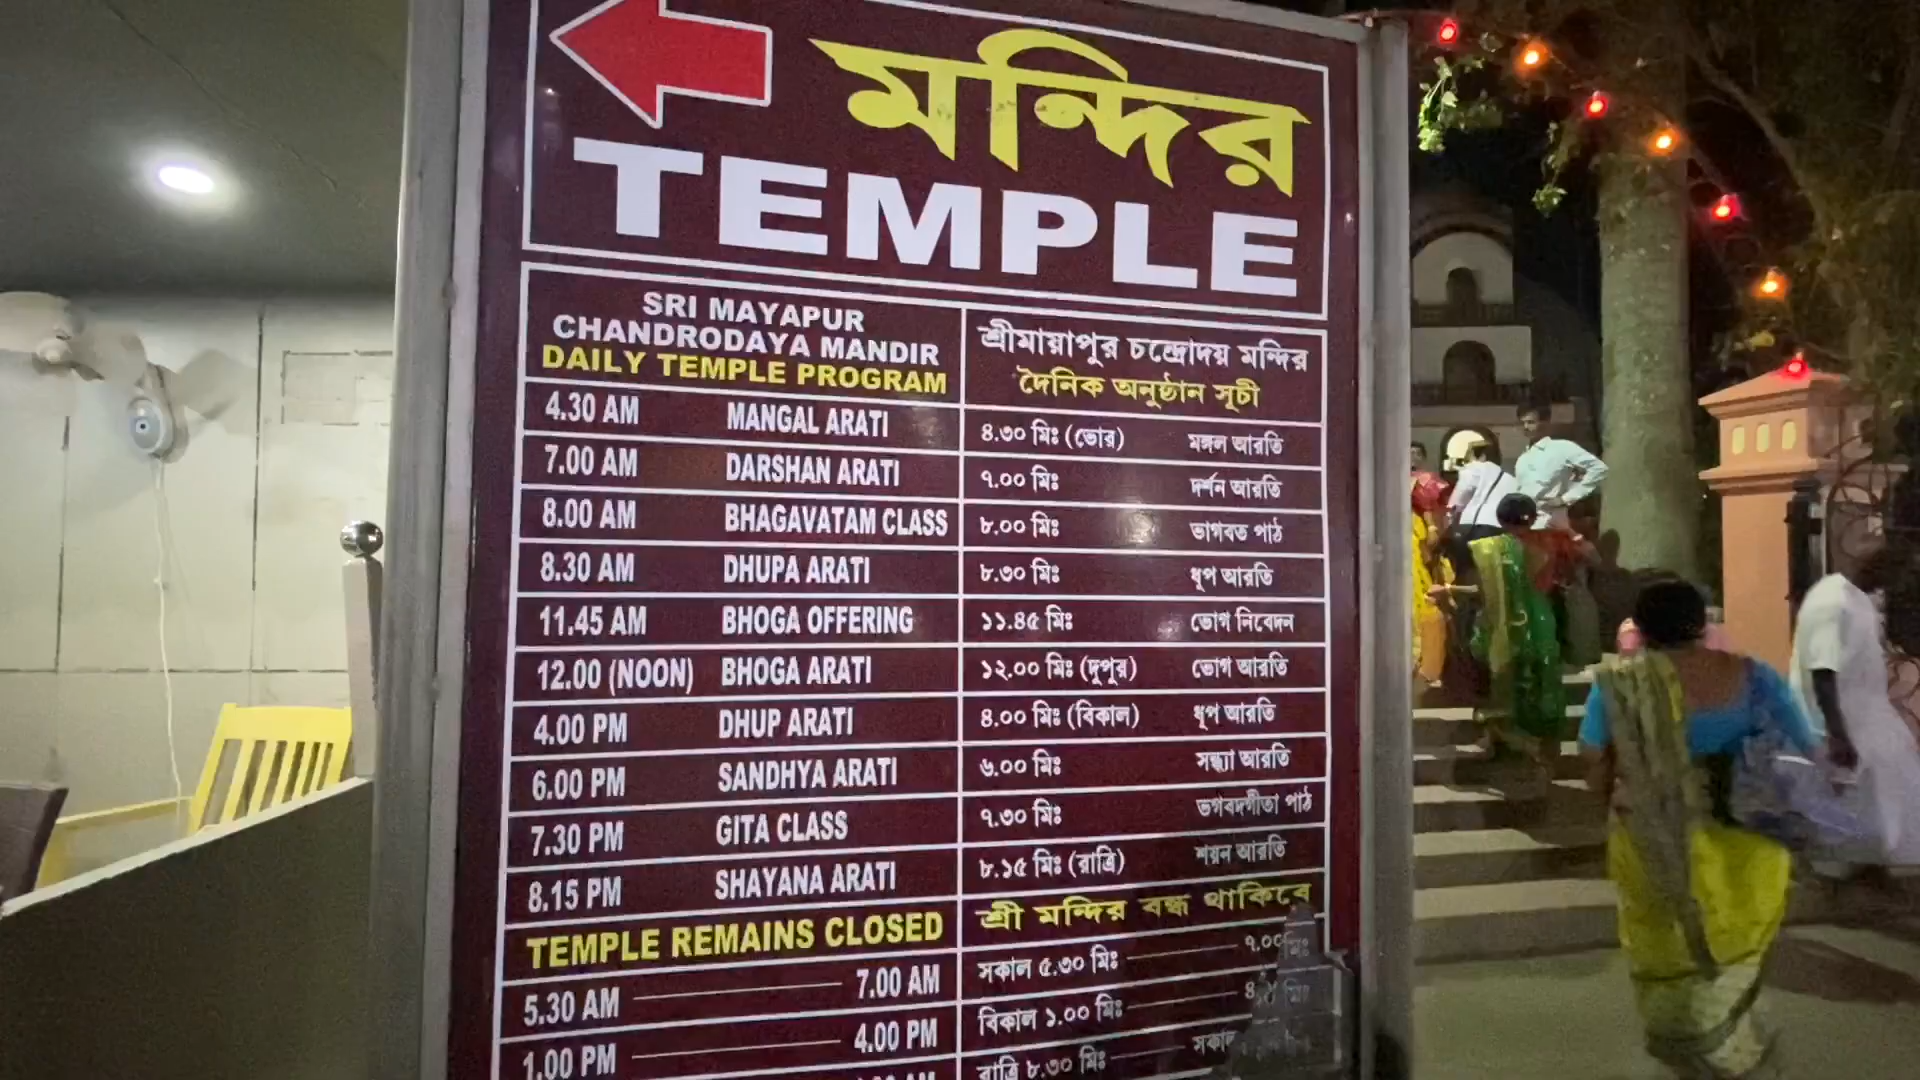 মন্দির
TEMPLE
SRI MAYAPUR
CHANDRODAYA MANDIR
DAILY TEMPLE PROGRAM
শ্রীমায়াপুর চন্দ্রোদয় মন্দির
দৈনিক অনুষ্ঠান সূচী
4.30 AM MANGAL ARATI ৪.৩০ মিঃ (ভোর) মঙ্গল আরতি
7.00 AM DARSHAN ARATI ৭.০০ মিঃ দর্শন আরতি
8.00 AM BHAGAVATAM CLASS ৮.০০ মিঃ ভাগবত পাঠ
8.30 AM DHUPA ARATI ৮.৩০ মিঃ ধূপ আরতি
11.45 AM BHOGA OFFERING ১১.৪৫ মিঃ ভোগ নিবেদন
12.00 (NOON) BHOGA ARATI ১২.০০ মিঃ (দুপুর) ভোগ আরতি
4.00 PM DHUP ARATI ৪.০০ মিঃ (বিকাল) ধূপ আরতি
6.00 PM SANDHYA ARATI ৬.০০ মিঃ সন্ধ্যা আরতি
7.30 PM GITA CLASS ৭.৩০ মিঃ ভগবদগীতা পাঠ
8.15 PM SHAYANA ARATI ৮.১৫ মিঃ (রাত্রি) শয়ন আরতি
TEMPLE REMAINS CLOSED শ্রী মন্দির বন্ধ থাকিবে
5.30 AM 7.00 AM সকাল ৫.৩০ মিঃ ৭.০০ মিঃ
1.00 PM 4.00 PM বিকাল ১.০০ মিঃ মিঃ
রাত্রি ৮.৩০ মিঃ সকাল